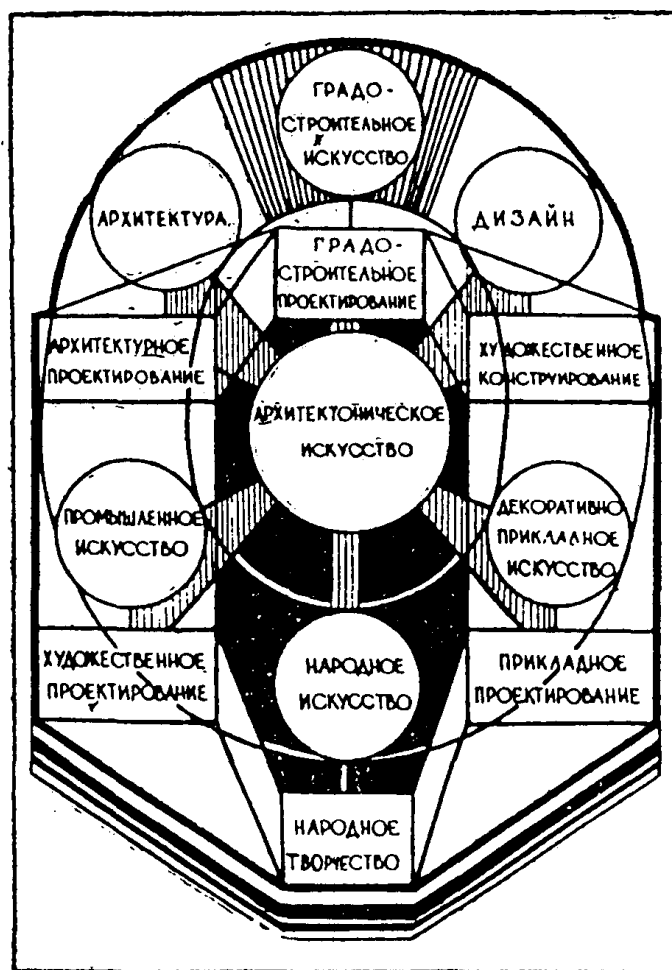 ГРАДО-
СТРОИТЕЛЬНОЕ
ИСКУССТВО
АРХИТЕКТУРА
ДИЗАЙН
ГРАДО-
СТРОИТЕЛЬНОЕ
ПРОЕКТИРОВАНИЕ
АРХИТЕКТУРНОЕ
ПРОЕКТИРОВАНИЕ
ХУДОЖЕСТВЕННОЕ
КОНСТРУИРОВАНИЕ
АРХИТЕКТОНИЧЕСКОЕ
ИСКУССТВО
ПРОМЫШЛЕННОЕ
ИСКУССТВО
ДЕКОРАТИВНО
ПРИКЛАДНОЕ
ИСКУССТВО
ХУДОЖЕСТВЕННОЕ
ПРОЕКТИРОВАНИЕ
НАРОДНОЕ
ИСКУССТВО
ПРИКЛАДНОЕ
ПРОЕКТИРОВАНИЕ
НАРОДНОЕ
ТВОРЧЕСТВО